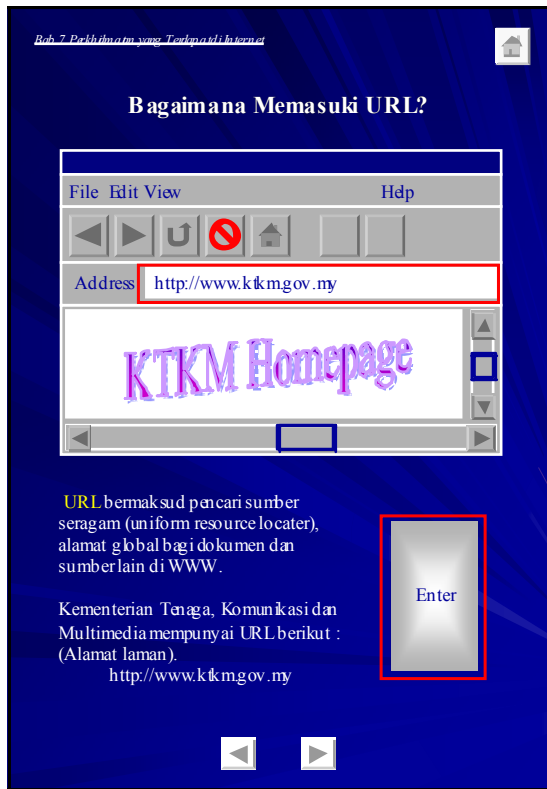 Bab 7 Perkhidmatan yang Terdapat di Internet
Bagaimana Memasuki URL?
File Edit View Help
Address http://www.ktkm.gov.my
KTKM Homepage
URL bermaksud pencari sumber
seragam (uniform resource locater),
alamat global bagi dokumen dan
sumber lain di WWW.
Enter
Kementerian Tenaga, Komunikasi dan
Multimedia mempunyai URL berikut :
(Alamat laman).
http://www.ktkm.gov.my